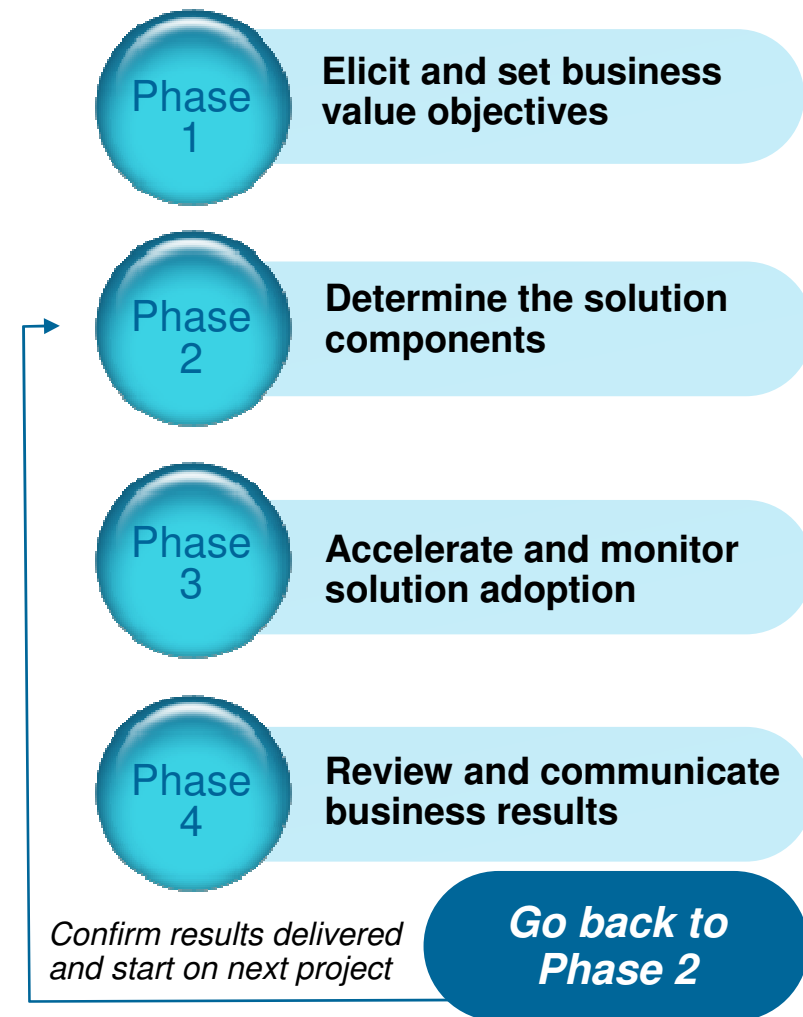 Phase
1
Elicit and set business
value objectives
Phase
2
Determine the solution
components
Phase
3
Accelerate and monitor
solution adoption
Phase
4
Review and communicate
business results
Confirm results delivered
and start on next project
Go back to
Phase 2